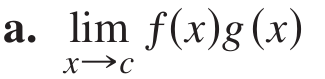 a. lim f(x)g(x)
x→c